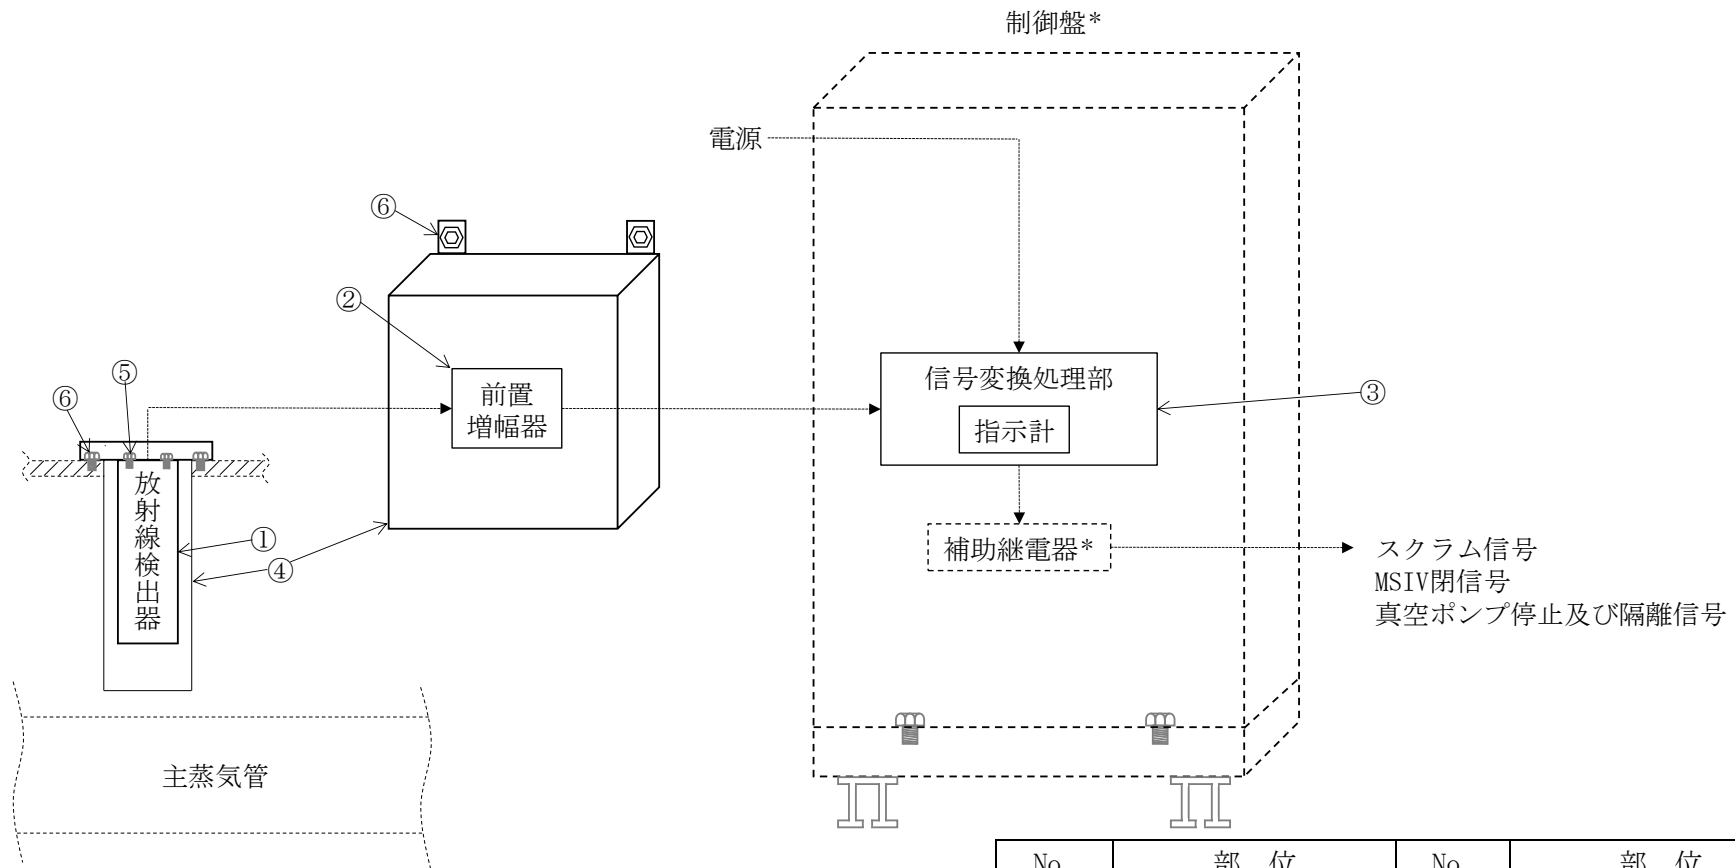 制御盤*
電源
⑥
②
前置
増幅器
信号変換処理部
指示計
③
⑤
⑥
放射線検出器
①
④
補助継電器*
スクラム信号
MSIV閉信号
真空ポンプ停止及び隔離信号
主蒸気管
No. 部 位 No. 部 位